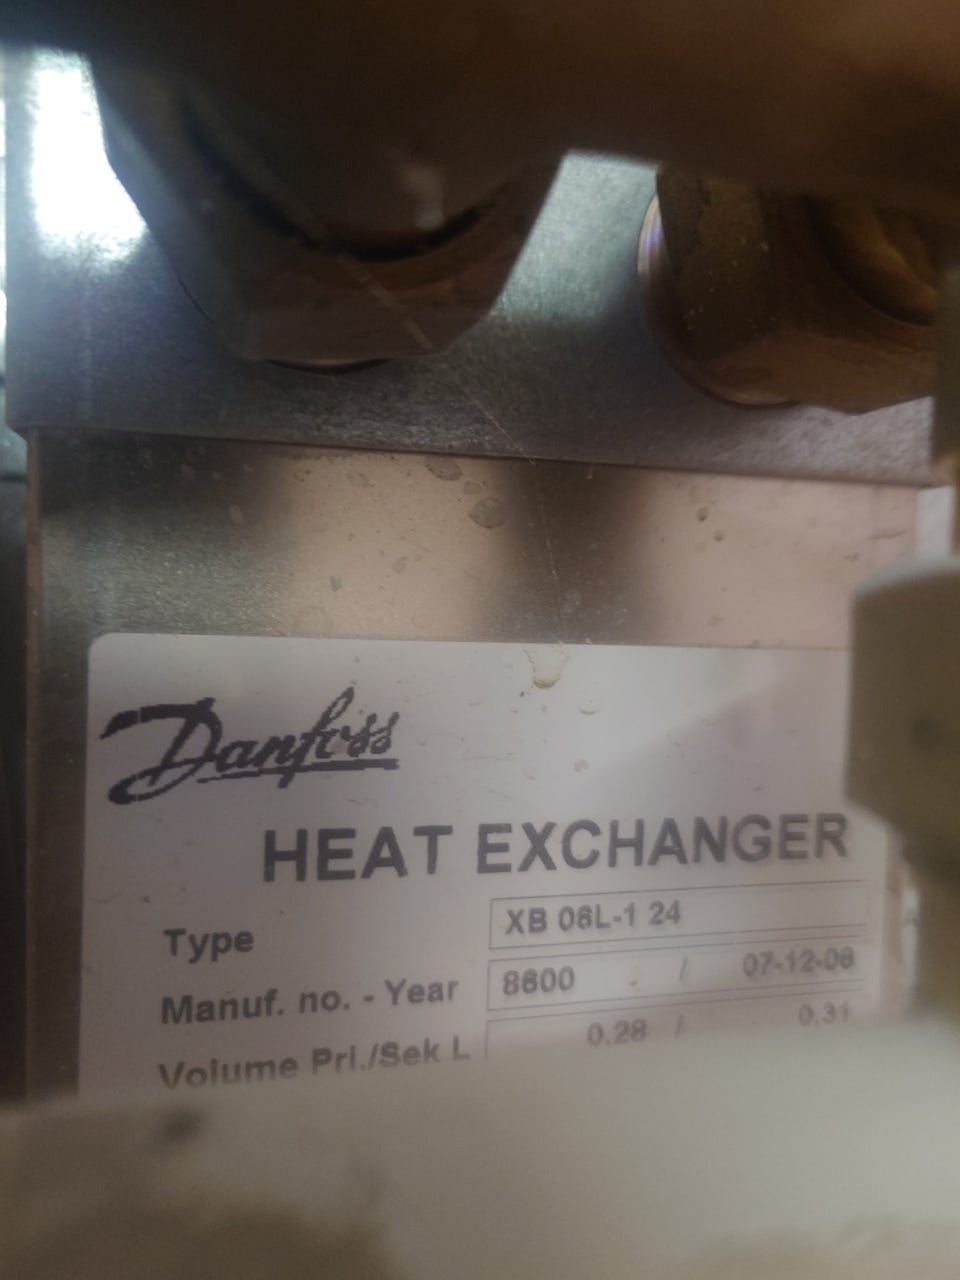 Danfoss
HEAT EXCHANGER
Type XB 06L-1 24
Manuf. no. - Year 8600 / 07-12-06
Volume Pri./Sek L 0,28 / 0,31